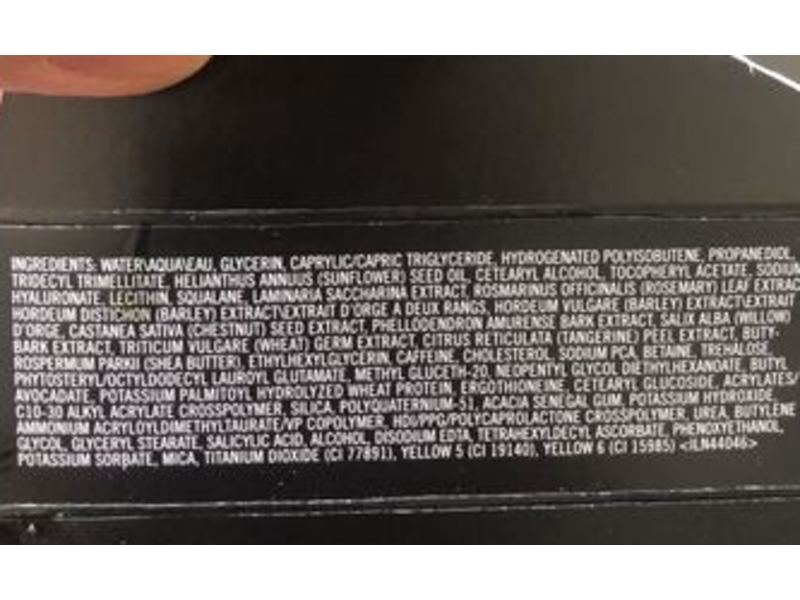 INGREDIENTS: WATER\AQUA\EAU, GLYCERIN, CAPRYLIC/CAPRIC TRIGLYCERIDE, HYDROGENATED POLYISOBUTENE, PROPANEDIOL,
TRIDECYL TRIMELLITATE, HELIANTHUS ANNUUS (SUNFLOWER) SEED OIL, CETEARYL ALCOHOL, TOCOPHERYL ACETATE, SODIUM
HYALURONATE, LECITHIN, SQUALANE, LAMINARIA SACCHARINA EXTRACT, ROSMARINUS OFFICINALIS (ROSEMARY) LEAF EXTRACT,
HORDEUM DISTICHON (BARLEY) EXTRACT\EXTRAIT D'ORGE A DEUX RANGS, HORDEUM VULGARE (BARLEY) EXTRACT\EXTRAIT
D'ORGE, CASTANEA SATIVA (CHESTNUT) SEED EXTRACT, PHELLODENDRON AMURENSE BARK EXTRACT, SALIX ALBA (WILLOW)
BARK EXTRACT, TRITICUM VULGARE (WHEAT) GERM EXTRACT, CITRUS RETICULATA (TANGERINE) PEEL EXTRACT, BUTY-
ROSPERMUM PARKII (SHEA BUTTER), ETHYLHEXYLGLYCERIN, CAFFEINE, CHOLESTEROL, SODIUM PCA, BETAINE, TREHALOSE,
PHYTOSTERYL/OCTYLDODECYL LAUROYL GLUTAMATE, METHYL GLUCETH-20, NEOPENTYL GLYCOL DIETHYLHEXANOATE, BUTYL
AVOCADATE, POTASSIUM PALMITOYL HYDROLYZED WHEAT PROTEIN, ERGOTHIONEINE, CETEARYL GLUCOSIDE, ACRYLATES/
C10-30 ALKYL ACRYLATE CROSSPOLYMER, SILICA, POLYQUATERNIUM-51, ACACIA SENEGAL GUM, POTASSIUM HYDROXIDE,
AMMONIUM ACRYLOYLDIMETHYLTAURATE/VP COPOLYMER, HDI/PPG/POLYCAPROLACTONE CROSSPOLYMER, UREA, BUTYLENE
GLYCOL, GLYCERYL STEARATE, SALICYLIC ACID, ALCOHOL, DISODIUM EDTA, TETRAHEXYLDECYL ASCORBATE, PHENOXYETHANOL,
POTASSIUM SORBATE, MICA, TITANIUM DIOXIDE (CI 77891), YELLOW 5 (CI 19140), YELLOW 6 (CI 15985) <ILN44046>